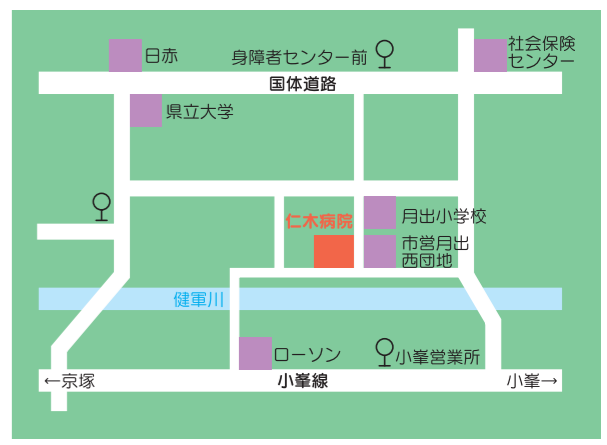 日赤
身障者センター前
社会保険
センター
国体道路
県立大学
仁木病院
月出小学校
市営月出
西団地
健軍川
ローソン
小峯営業所
←京塚
小峯線
小峯→